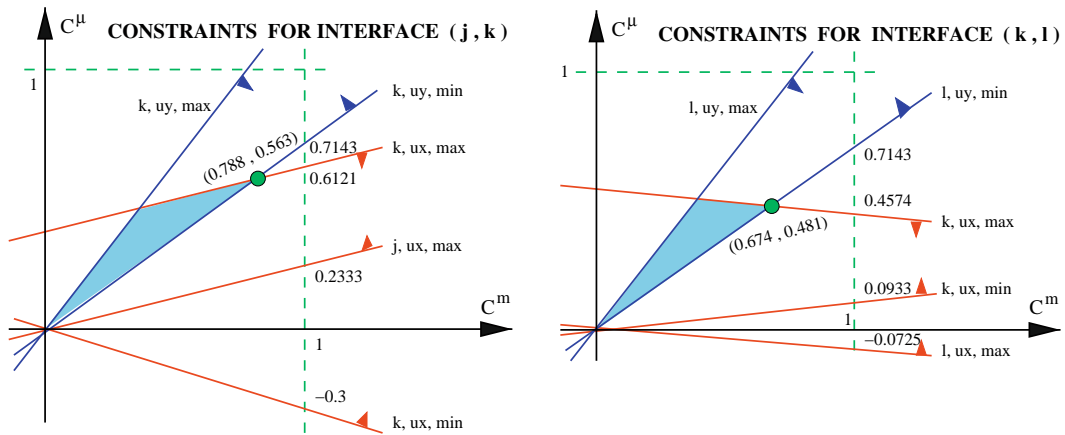 C^μ
CONSTRAINTS FOR INTERFACE ( j , k )
1
k, uy, max
k, uy, min
(0.788 , 0.563)
0.7143
k, ux, max
0.6121
j, ux, max
0.2333
C^m
1
−0.3
k, ux, min
C^μ
CONSTRAINTS FOR INTERFACE ( k , l )
1
l, uy, max
l, uy, min
0.7143
0.4574
k, ux, max
(0.674 , 0.481)
0.0933
k, ux, min
C^m
1
−0.0725
l, ux, max